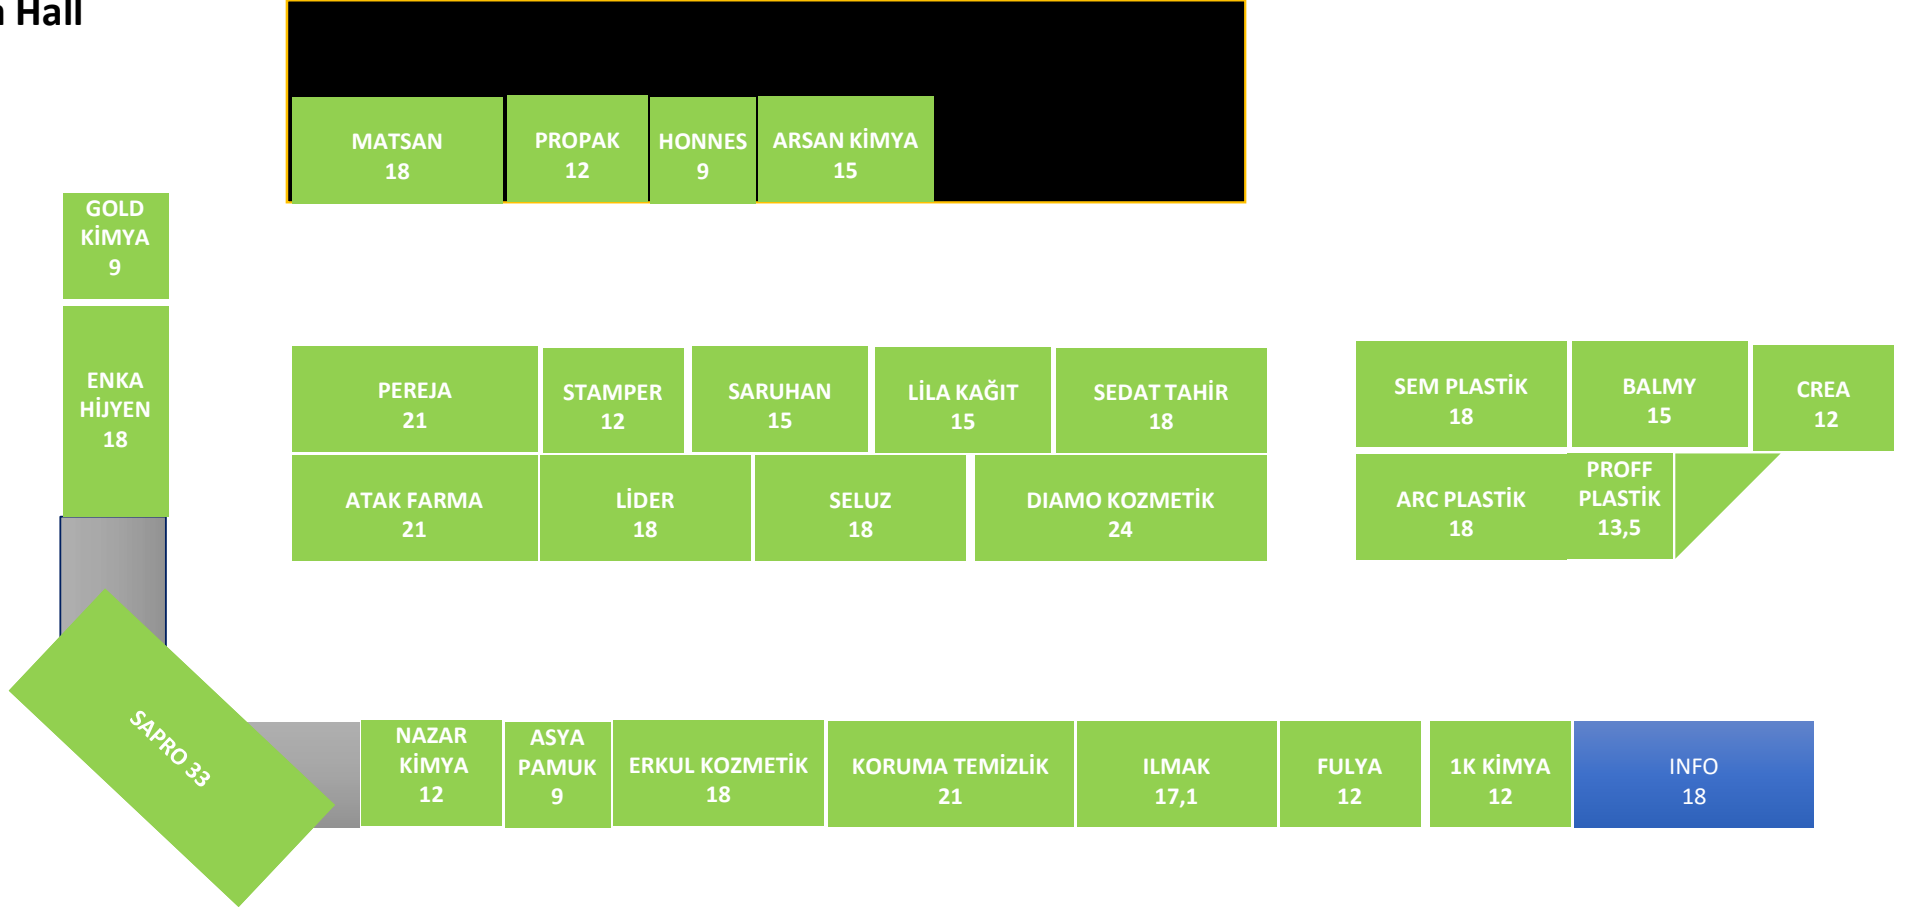 Hall
MATSAN
18
PROPAK
12
HONNES
9
ARSAN KİMYA
15
GOLD
KİMYA
9
ENKA
HİJYEN
18
PEREJA
21
STAMPER
12
SARUHAN
15
LİLA KAĞIT
15
SEDAT TAHİR
18
SEM PLASTİK
18
BALMY
15
CREA
12
ATAK FARMA
21
LİDER
18
SELUZ
18
DIAMO KOZMETİK
24
ARC PLASTİK
18
PROFF
PLASTİK
13,5
SAPRO 33
NAZAR
KİMYA
12
ASYA
PAMUK
9
ERKUL KOZMETİK
18
KORUMA TEMİZLİK
21
ILMAK
17,1
FULYA
12
1K KİMYA
12
INFO
18